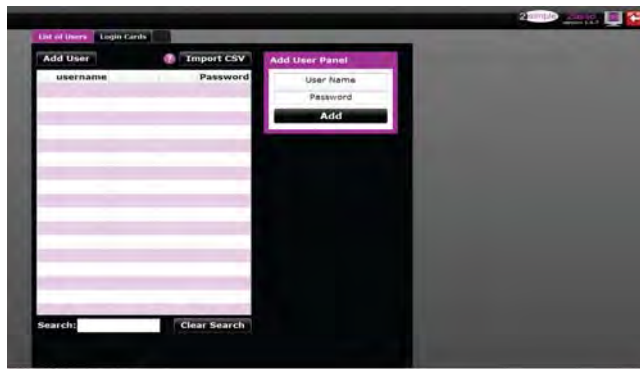 2simple
List of Users Login Cards
Add User ? Import CSV
username Password
Add User Panel
User Name
Password
Add
Search: Clear Search